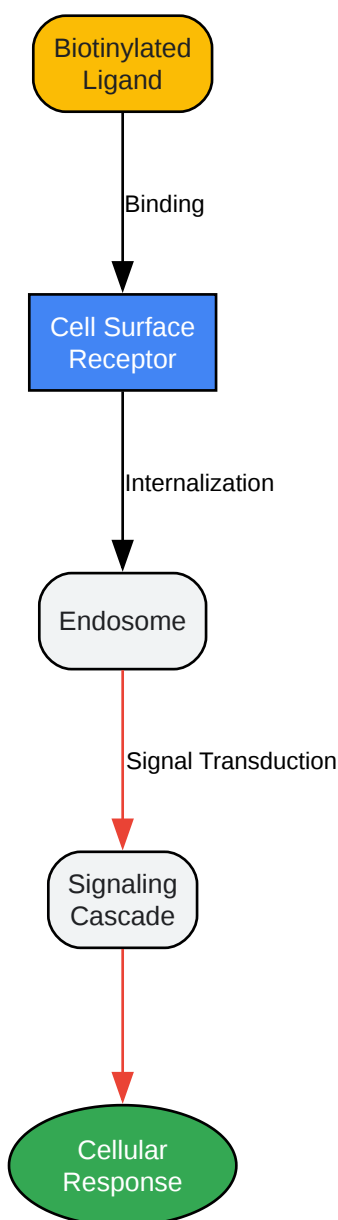 Biotinylated
Ligand
Binding
Cell Surface
Receptor
Internalization
Endosome
Signal Transduction
Signaling
Cascade
Cellular
Response